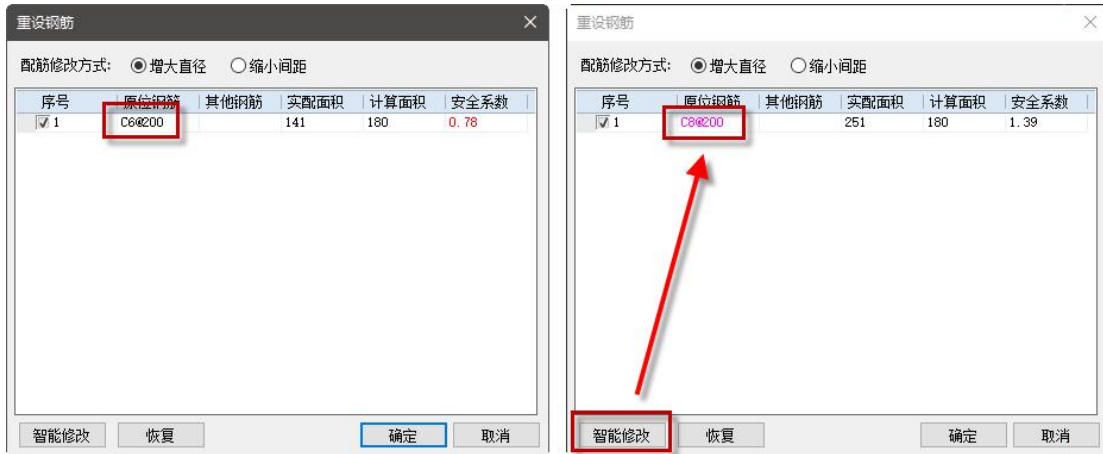 重设钢筋
配筋修改方式: 增大直径 缩小间距
序号 原位钢筋 其他钢筋 实配面积 计算面积 安全系数
1 C6@200 141 180 0.78
智能修改 恢复 确定 取消
重设钢筋
配筋修改方式: 增大直径 缩小间距
序号 原位钢筋 其他钢筋 实配面积 计算面积 安全系数
1 C8@200 251 180 1.39
智能修改 恢复 确定 取消